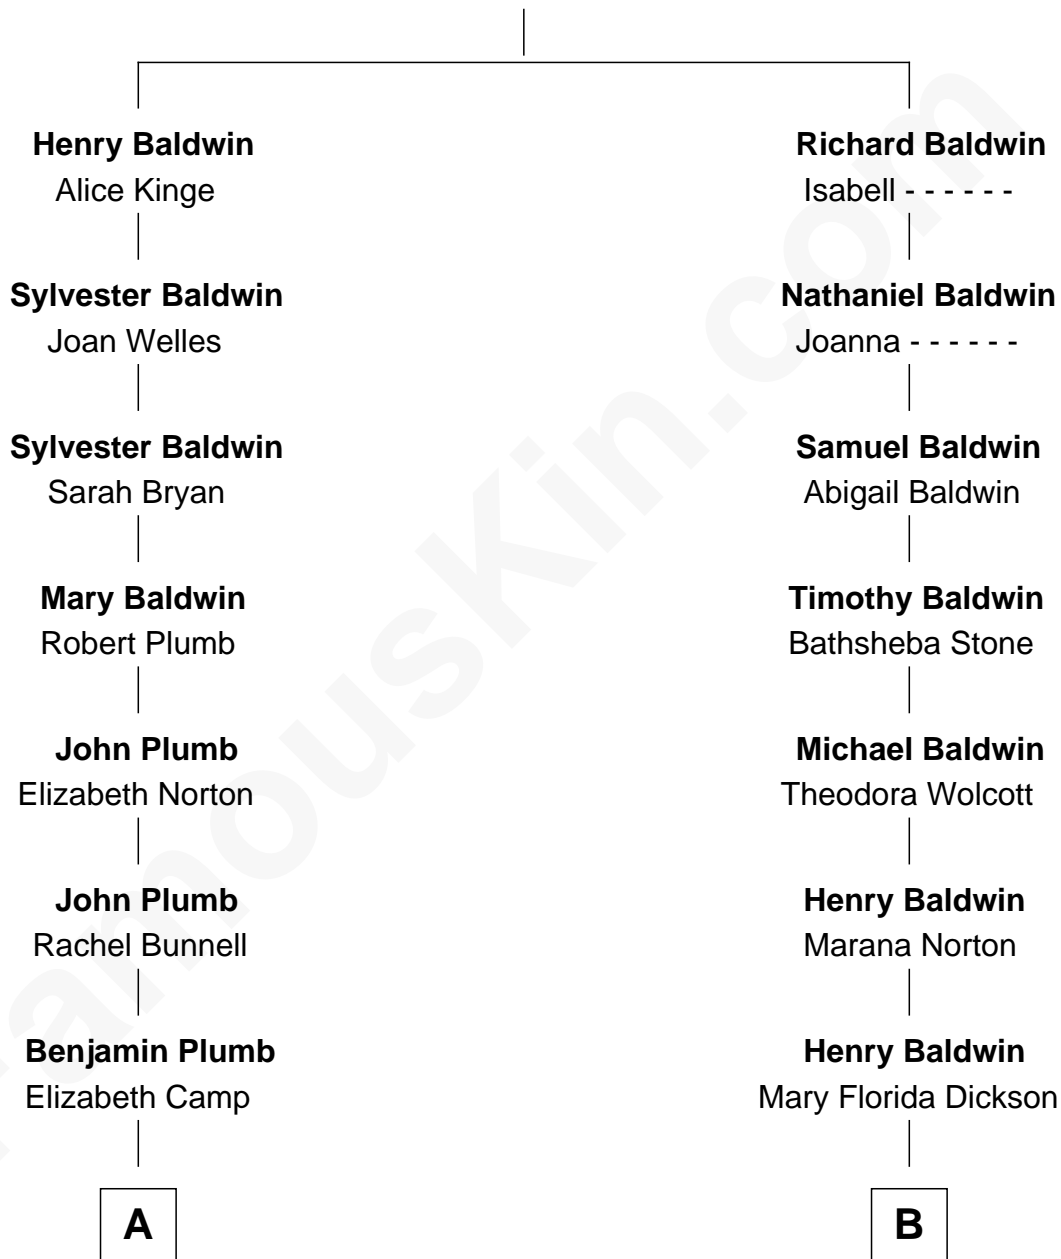 Henry Baldwin
Alice Kinge
Richard Baldwin
Isabell - - - - - -
Sylvester Baldwin
Joan Welles
Nathaniel Baldwin
Joanna - - - - - -
Sylvester Baldwin
Sarah Bryan
Samuel Baldwin
Abigail Baldwin
Mary Baldwin
Robert Plumb
Timothy Baldwin
Bathsheba Stone
John Plumb
Elizabeth Norton
Michael Baldwin
Theodora Wolcott
John Plumb
Rachel Bunnell
Henry Baldwin
Marana Norton
Benjamin Plumb
Elizabeth Camp
Henry Baldwin
Mary Florida Dickson
A
B
FamousKin.com